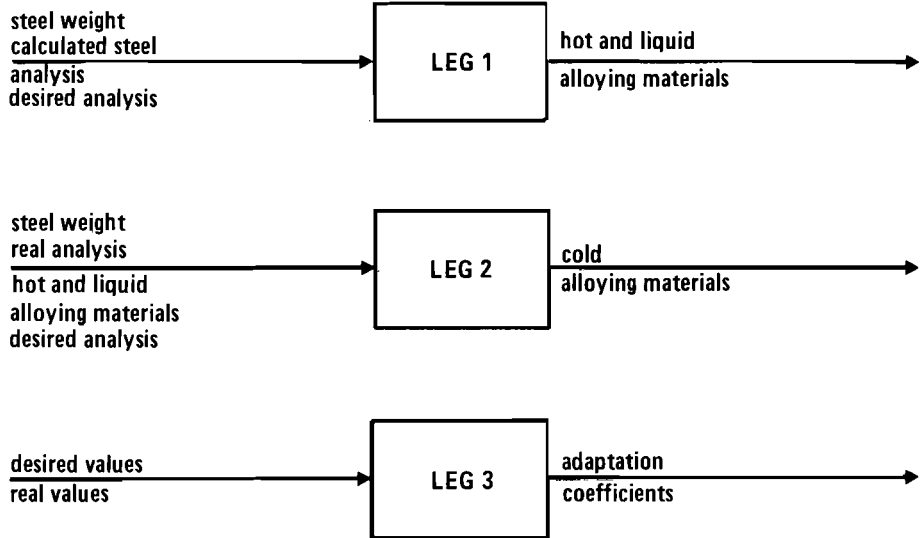 steel weight
calculated steel
analysis
desired analysis
LEG 1
hot and liquid
alloying materials
steel weight
real analysis
hot and liquid
alloying materials
desired analysis
LEG 2
cold
alloying materials
desired values
real values
LEG 3
adaptation
coefficients